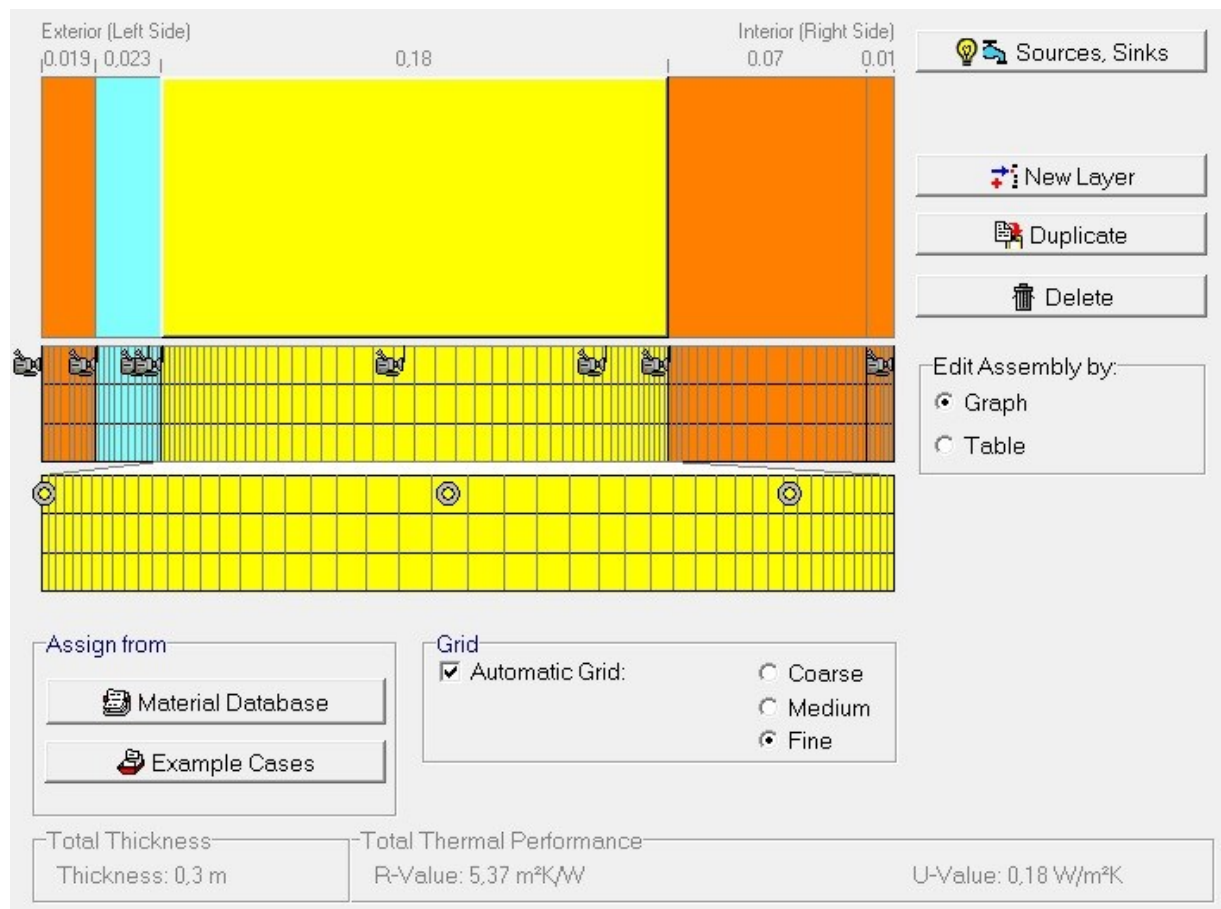 Exterior (Left Side) Interior (Right Side)
0.019 0,023 0,18 0.07 0.01
Sources, Sinks
New Layer
Duplicate
Delete
Edit Assembly by:
Graph
Table
Assign from
Material Database
Example Cases
Grid
Automatic Grid:
Coarse
Medium
Fine
Total Thickness
Thickness: 0,3 m
Total Thermal Performance
R-Value: 5,37 m²K/W U-Value: 0,18 W/m²K